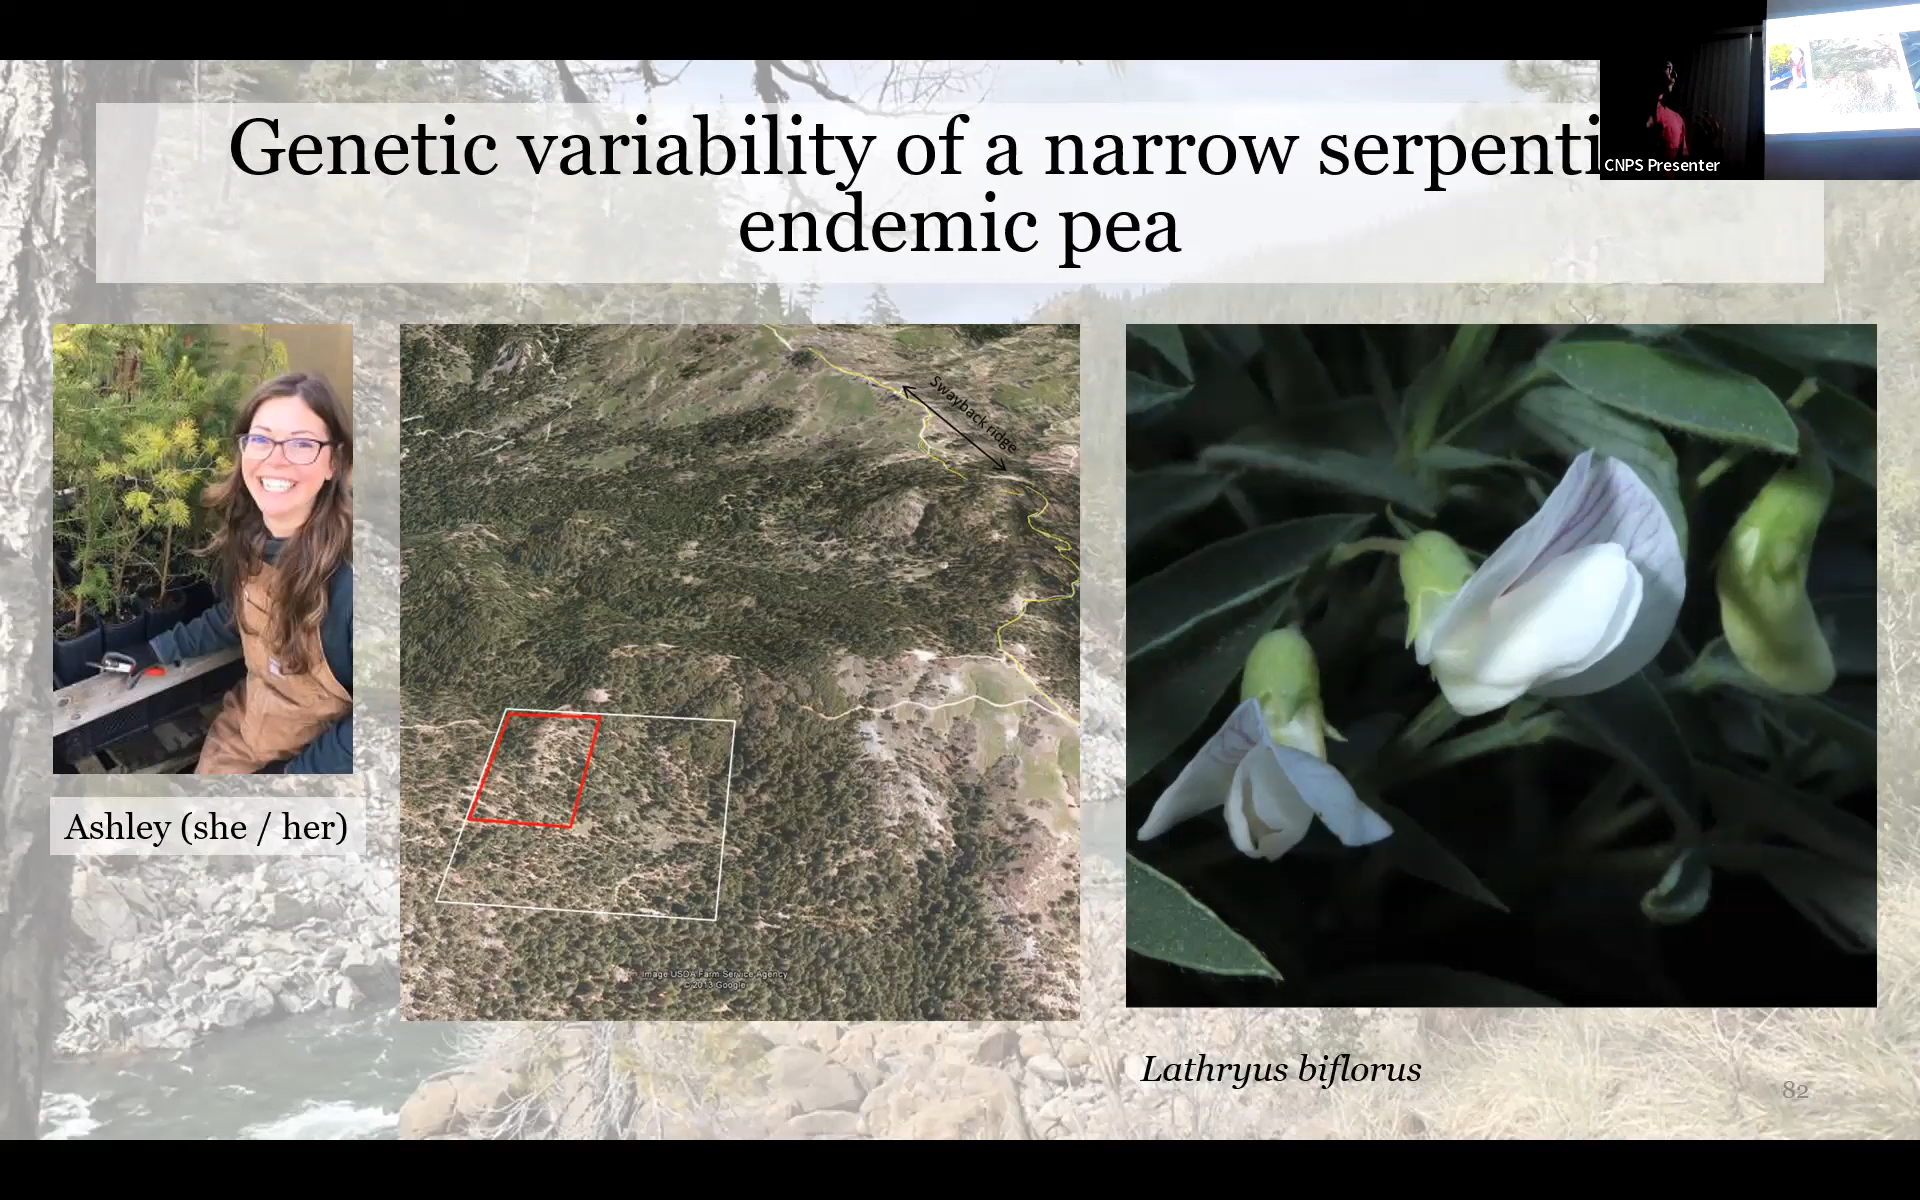 Genetic variability of a narrow serpenti
endemic pea
CNPS Presenter
Swayback ridge
Image USDA Farm Service Agency
© 2013 Google
Ashley (she / her)
Lathryus biflorus
82